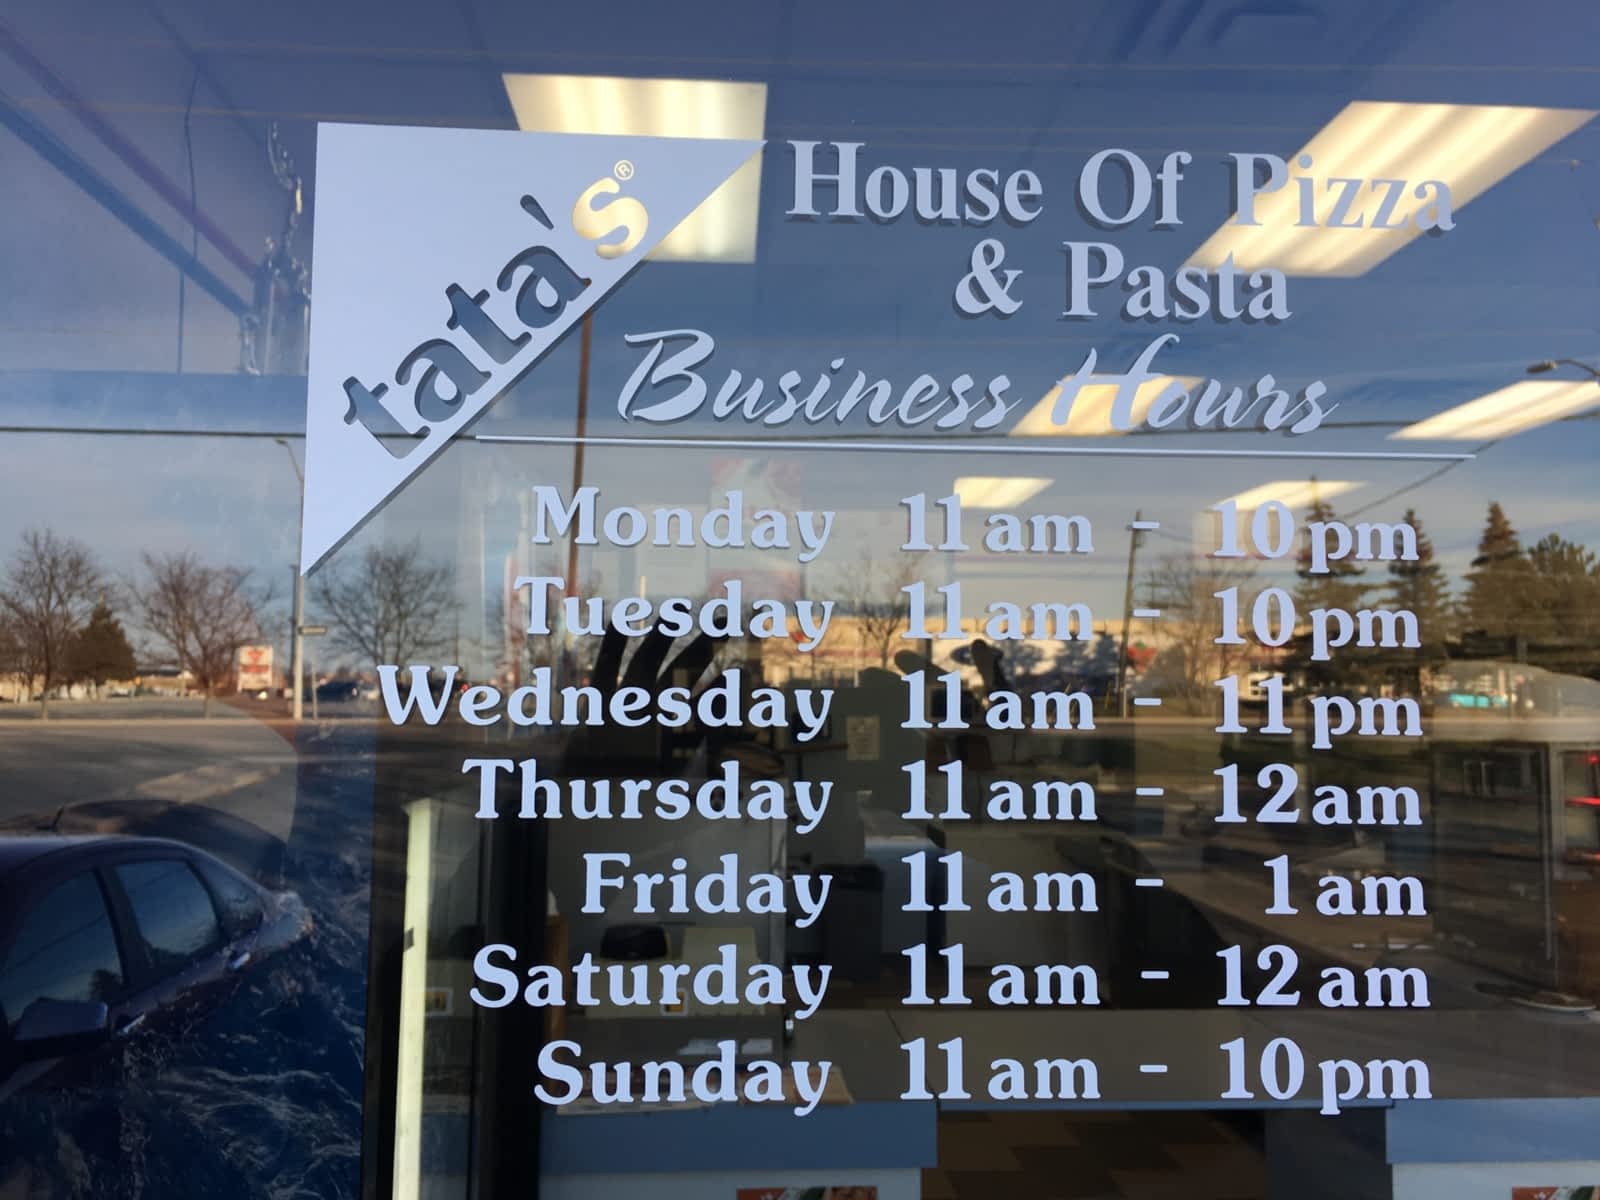 tata's®
House Of Pizza
& Pasta
Business Hours
Monday 11 am - 10 pm
Tuesday 11 am - 10 pm
Wednesday 11 am - 11 pm
Thursday 11 am - 12 am
Friday 11 am - 1 am
Saturday 11 am - 12 am
Sunday 11 am - 10 pm